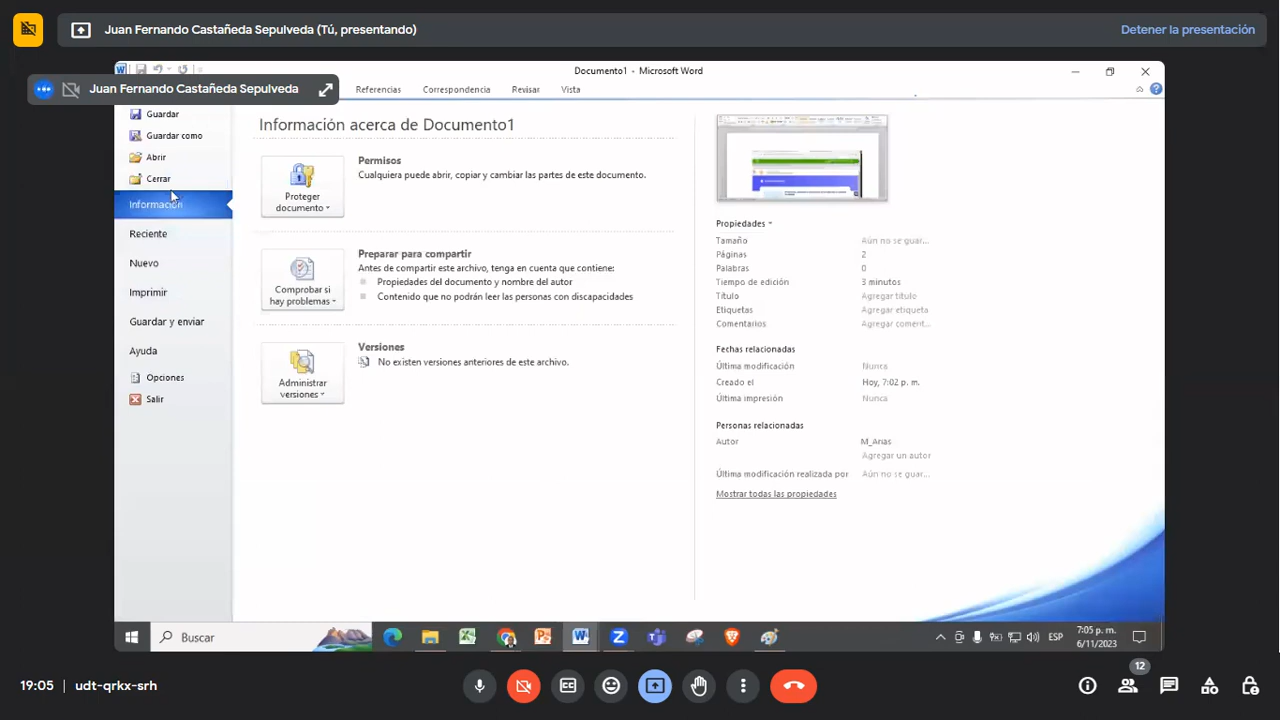 Juan Fernando Castañeda Sepulveda (Tú, presentando)
Detener la presentación
Documento1 - Microsoft Word
Juan Fernando Castañeda Sepulveda
Referencias
Correspondencia
Revisar
Vista
Guardar
Guardar como
Abrir
Cerrar
Información
Reciente
Nuevo
Imprimir
Guardar y enviar
Ayuda
Opciones
Salir
Información acerca de Documento1
Proteger
documento
Permisos
Cualquiera puede abrir, copiar y cambiar las partes de este documento.
Comprobar si
hay problemas
Preparar para compartir
Antes de compartir este archivo, tenga en cuenta que contiene:
Propiedades del documento y nombre del autor
Contenido que no podrán leer las personas con discapacidades
Administrar
versiones
Versiones
No existen versiones anteriores de este archivo.
Propiedades
Tamaño Aún no se guar...
Páginas 2
Palabras 0
Tiempo de edición 3 minutos
Título Agregar título
Etiquetas Agregar etiqueta
Comentarios Agregar coment...
Fechas relacionadas
Última modificación Nunca
Creado el Hoy, 7:02 p. m.
Última impresión Nunca
Personas relacionadas
Autor M_Arias
Agregar un autor
Última modificación realizada por Aún no se guar...
Mostrar todas las propiedades
Buscar
ESP
7:05 p. m.
6/11/2023
19:05 udt-qrkx-srh
12